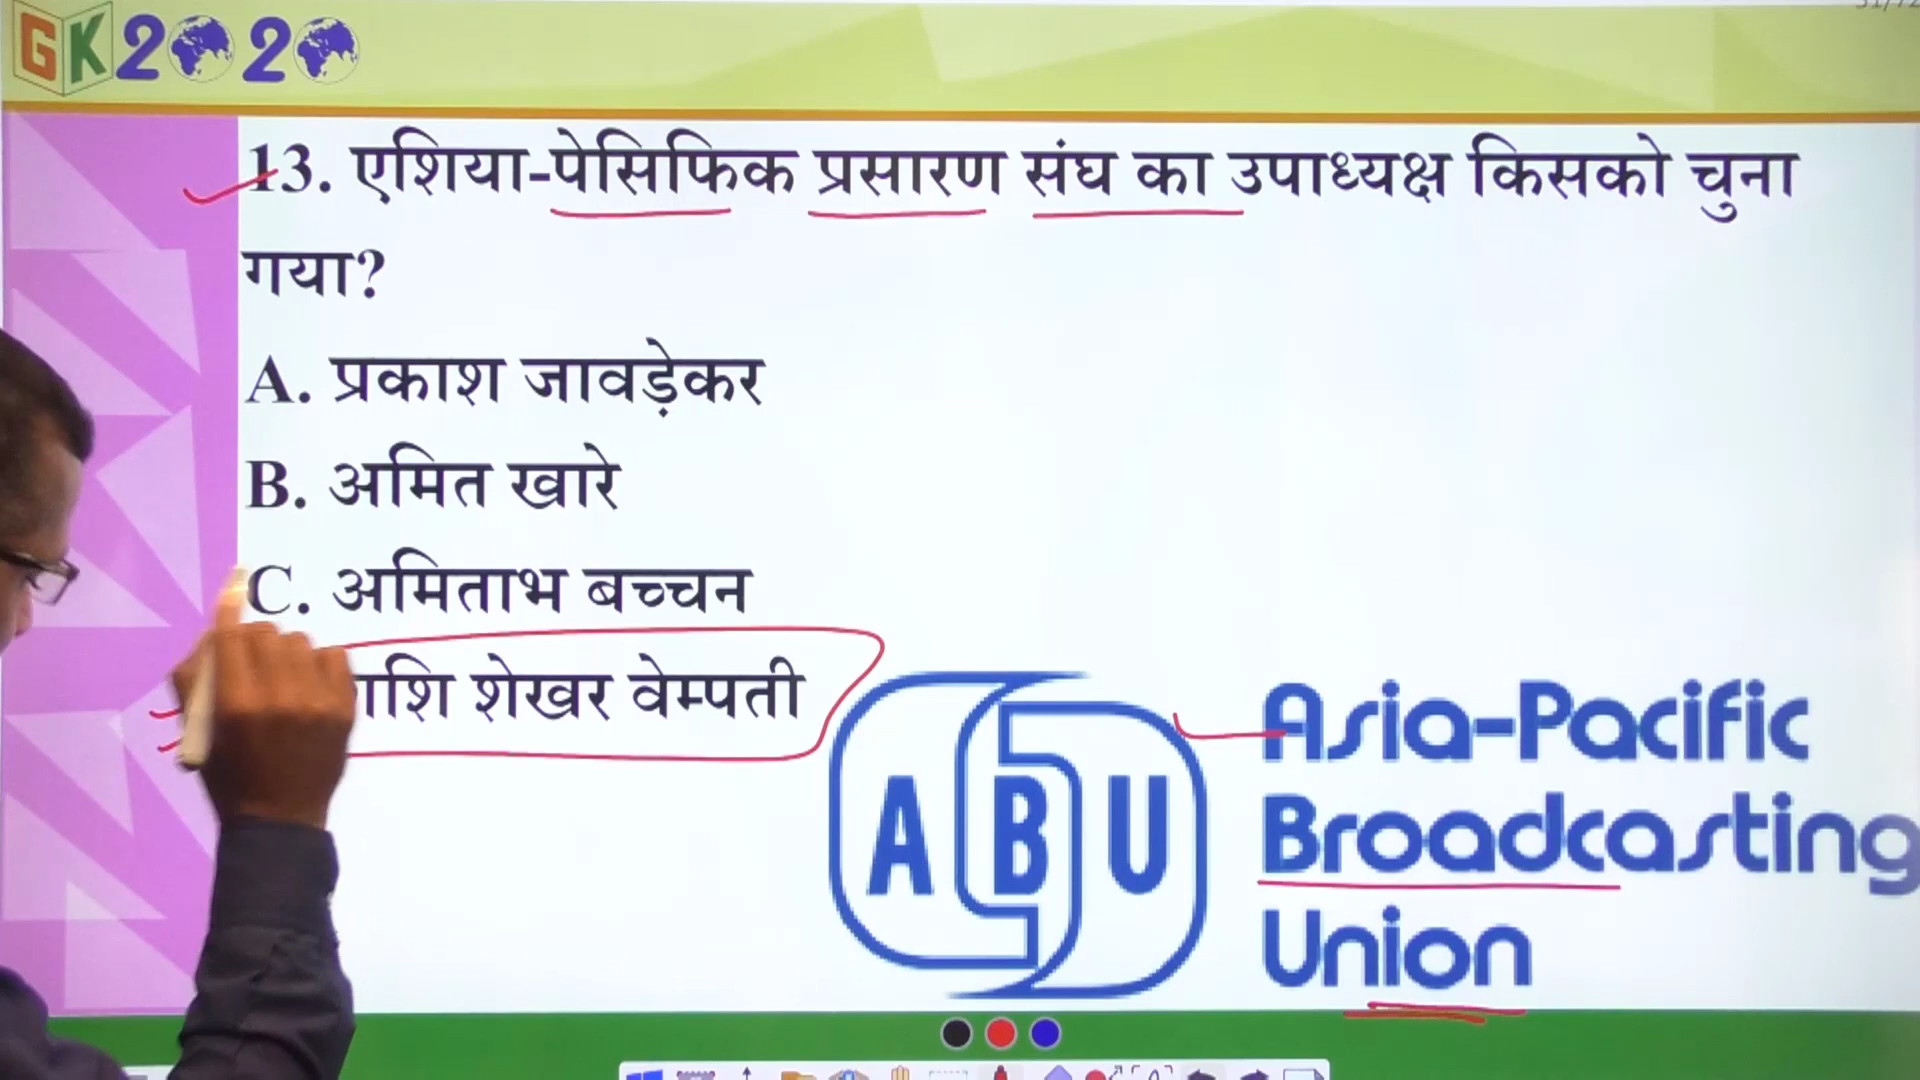 GK2020
13. एशिया-पेसिफिक प्रसारण संघ का उपाध्यक्ष किसको चुना
गया?
A. प्रकाश जावड़ेकर
B. अमित खारे
C. अमिताभ बच्चन
शेखर वेम्पती
ABU
Asia-Pacific
Broadcasting
Union